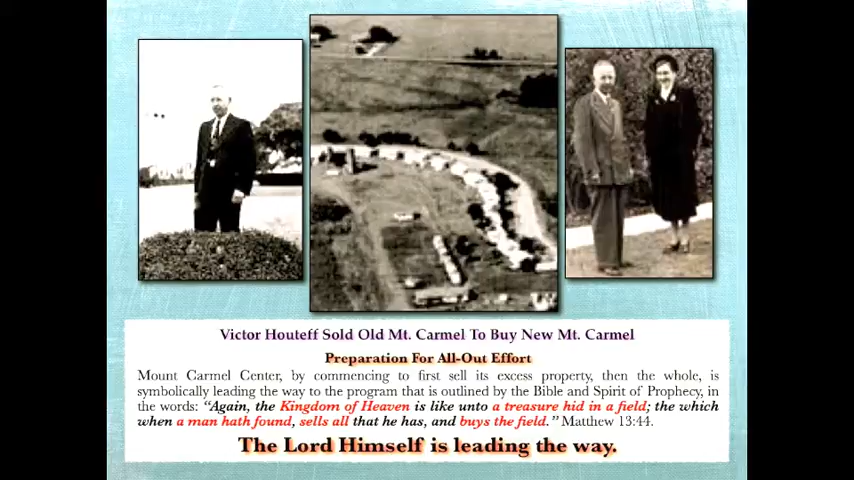 Victor Houteff Sold Old Mt. Carmel To Buy New Mt. Carmel
Preparation For All-Out Effort
Mount Carmel Center, by commencing to first sell its excess property, then the whole, is
symbolically leading the way to the program that is outlined by the Bible and Spirit of Prophecy, in
the words: “Again, the Kingdom of Heaven is like unto a treasure hid in a field; the which
when a man hath found, sells all that he has, and buys the field.” Matthew 13:44.
The Lord Himself is leading the way.